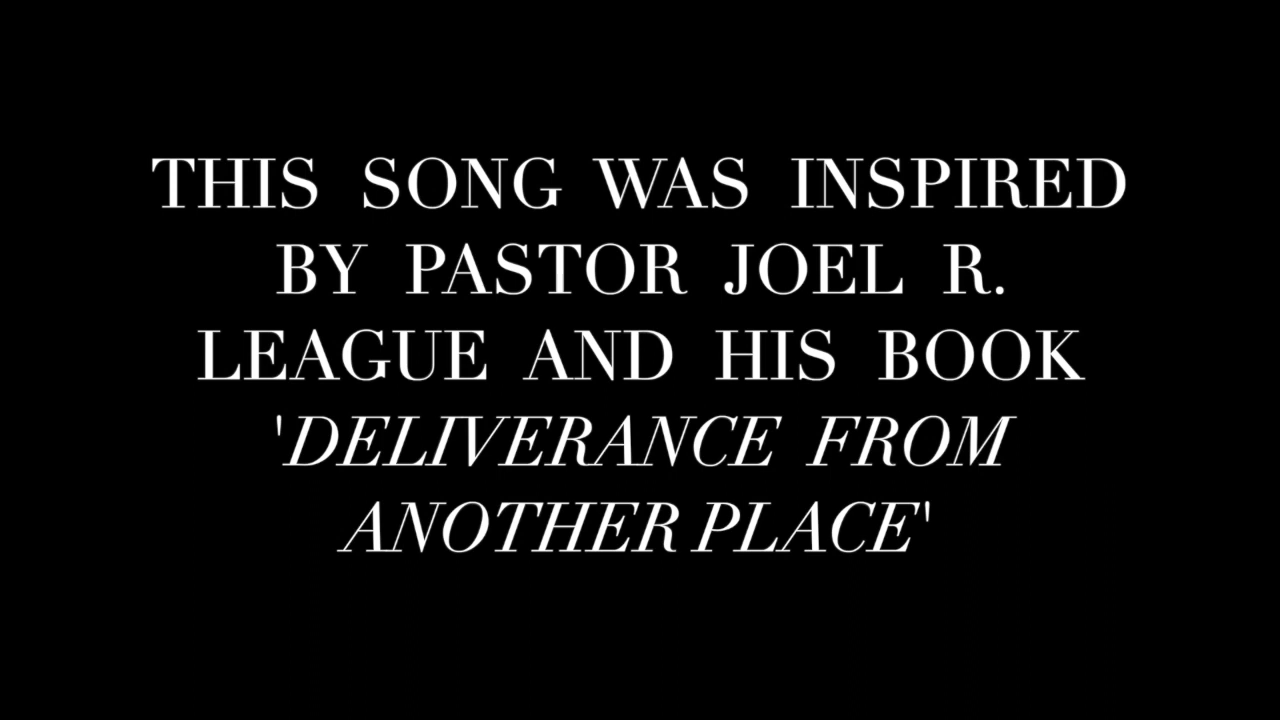 THIS SONG WAS INSPIRED
BY PASTOR JOEL R.
LEAGUE AND HIS BOOK
'DELIVERANCE FROM
ANOTHER PLACE'